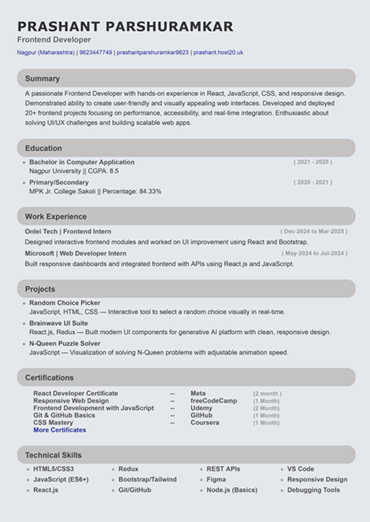 PRASHANT PARSHURAMKAR
Frontend Developer
Nagpur (Maharashtra) | 9623447749 | prashantparshuramkar9623 | prashant.host20.uk
Summary
A passionate Frontend Developer with hands-on experience in React, JavaScript, CSS, and responsive design.
Demonstrated ability to create user-friendly and visually appealing web interfaces. Developed and deployed
20+ frontend projects focusing on performance, accessibility, and real-time integration. Enthusiastic about
solving UI/UX challenges and building scalable web apps.
Education
Bachelor in Computer Application ( 2021 - 2025 )
Nagpur University || CGPA: 8.5
Primary/Secondary ( 2020 - 2021 )
MPK Jr. College Sakoli || Percentage: 84.33%
Work Experience
Onlei Tech | Frontend Intern ( Dec-2024 to Mar-2025 )
Designed interactive frontend modules and worked on UI improvement using React and Bootstrap.
Microsoft | Web Developer Intern ( May-2024 to Jul-2024 )
Built responsive dashboards and integrated frontend with APIs using React.js and JavaScript.
Projects
Random Choice Picker
JavaScript, HTML, CSS — Interactive tool to select a random choice visually in real-time.
Brainwave UI Suite
React.js, Redux — Built modern UI components for generative AI platform with clean, responsive design.
N-Queen Puzzle Solver
JavaScript — Visualization of solving N-Queen problems with adjustable animation speed.
Certifications
React Developer Certificate -- Meta (2 month )
Responsive Web Design -- freeCodeCamp (1 Month)
Frontend Development with JavaScript -- Udemy (2 Month)
Git & GitHub Basics -- GitHub (1 Month)
CSS Mastery -- Coursera (1 Month)
More Certificates
Technical Skills
HTML5/CSS3 Redux REST APIs VS Code
JavaScript (ES6+) Bootstrap/Tailwind Figma Responsive Design
React.js Git/GitHub Node.js (Basics) Debugging Tools